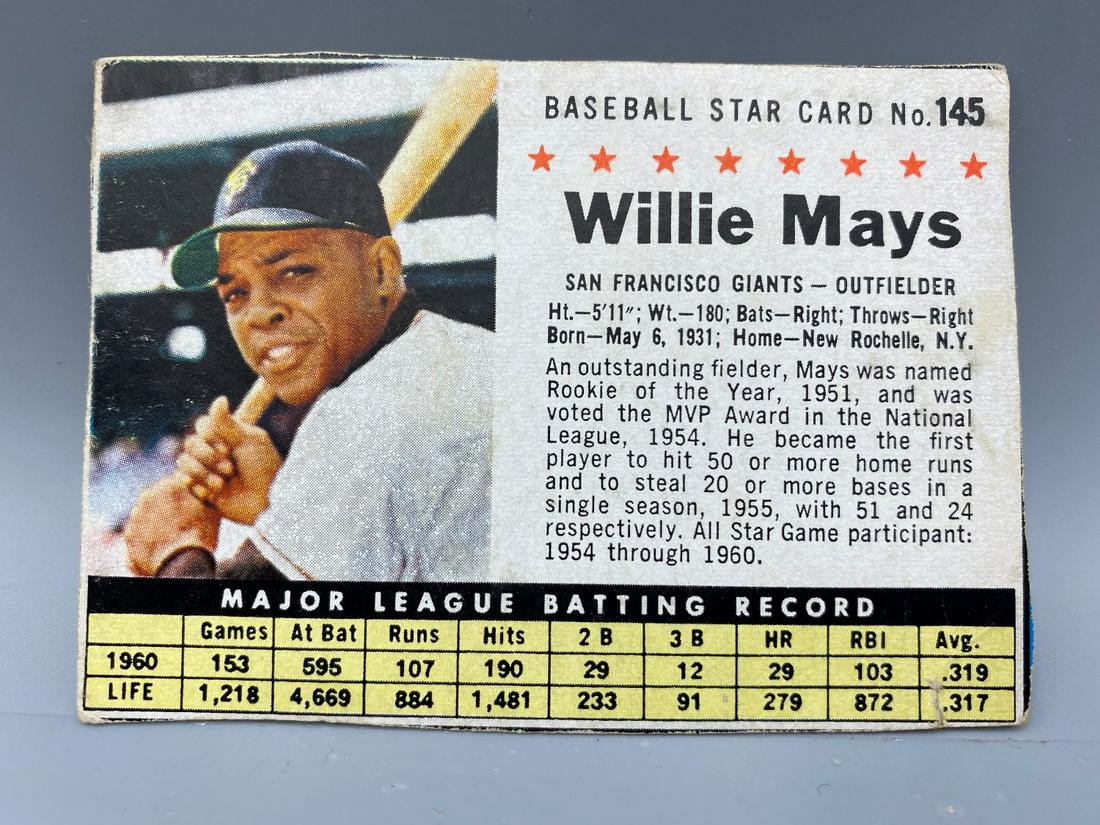 BASEBALL STAR CARD No. 145
Willie Mays
SAN FRANCISCO GIANTS — OUTFIELDER
Ht.—5'11"; Wt.—180; Bats—Right; Throws—Right
Born—May 6, 1931; Home—New Rochelle, N.Y.
An outstanding fielder, Mays was named
Rookie of the Year, 1951, and was
voted the MVP Award in the National
League, 1954. He became the first
player to hit 50 or more home runs
and to steal 20 or more bases in a
single season, 1955, with 51 and 24
respectively. All Star Game participant:
1954 through 1960.
MAJOR LEAGUE BATTING RECORD
Games At Bat Runs Hits 2 B 3 B HR RBI Avg.
1960 153 595 107 190 29 12 29 103 .319
LIFE 1,218 4,669 884 1,481 233 91 279 872 .317